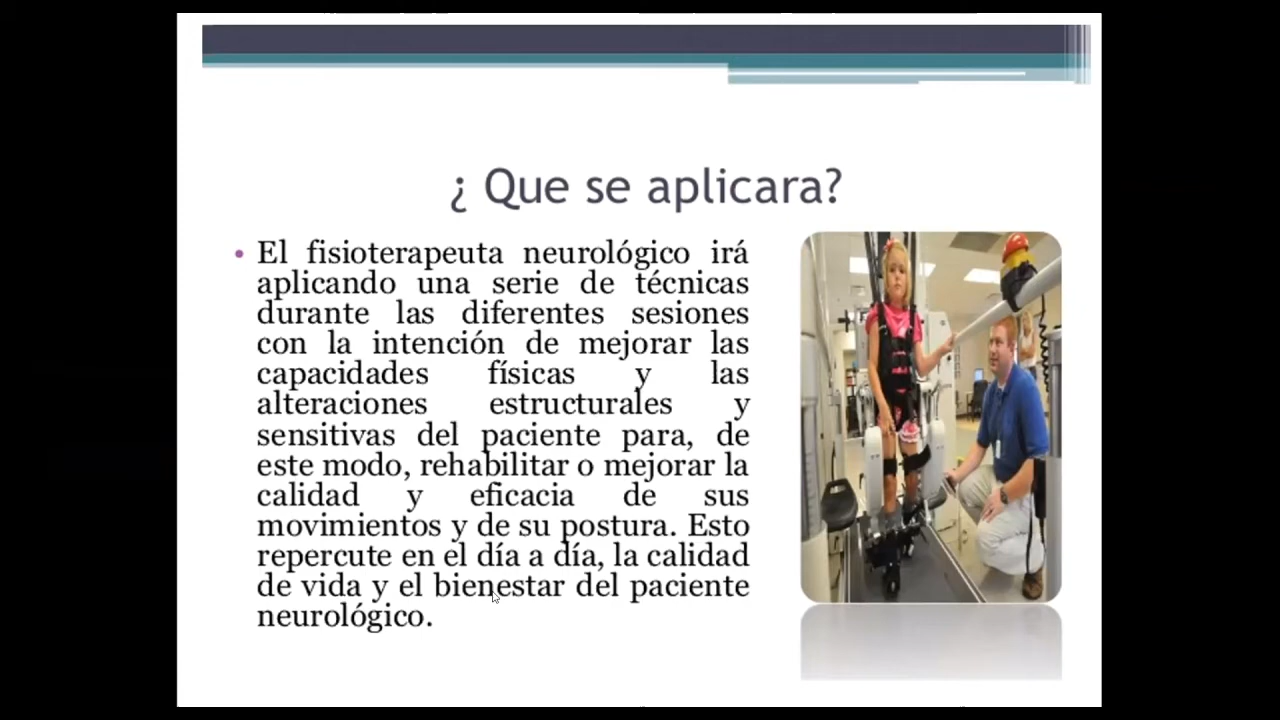 ¿ Que se aplicara?
• El fisioterapeuta neurológico irá
aplicando una serie de técnicas
durante las diferentes sesiones
con la intención de mejorar las
capacidades físicas y las
alteraciones estructurales y
sensitivas del paciente para, de
este modo, rehabilitar o mejorar la
calidad y eficacia de sus
movimientos y de su postura. Esto
repercute en el día a día, la calidad
de vida y el bienestar del paciente
neurológico.